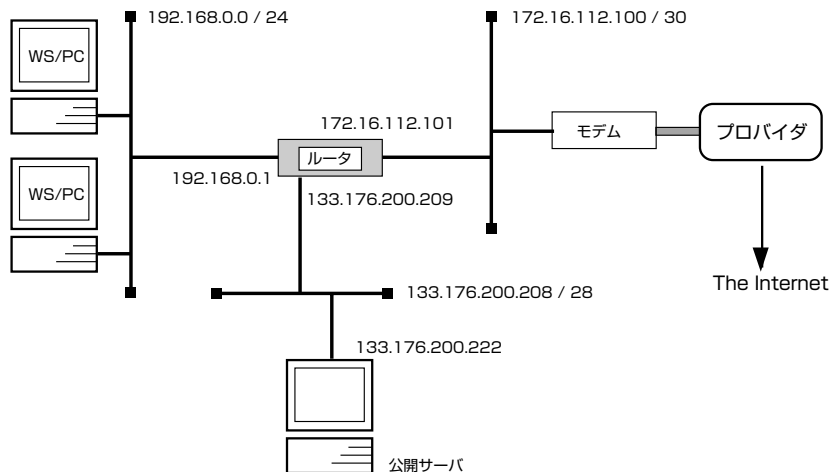 192.168.0.0 / 24
172.16.112.100 / 30
WS/PC
172.16.112.101
モデム
プロバイダ
ルータ
192.168.0.1
133.176.200.209
WS/PC
The Internet
133.176.200.208 / 28
133.176.200.222
公開サーバ